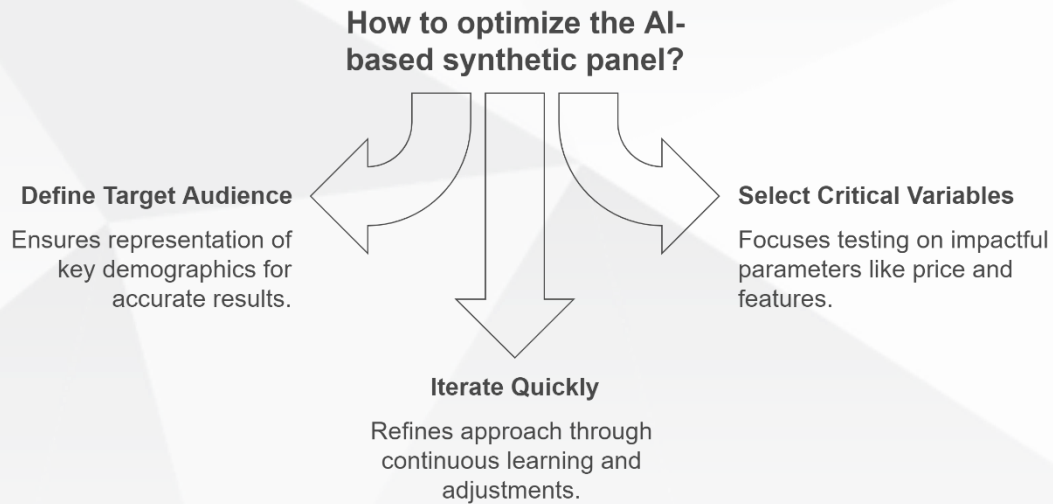 How to optimize the AI-
based synthetic panel?
Define Target Audience
Ensures representation of
key demographics for
accurate results.
Select Critical Variables
Focuses testing on impactful
parameters like price and
features.
Iterate Quickly
Refines approach through
continuous learning and
adjustments.